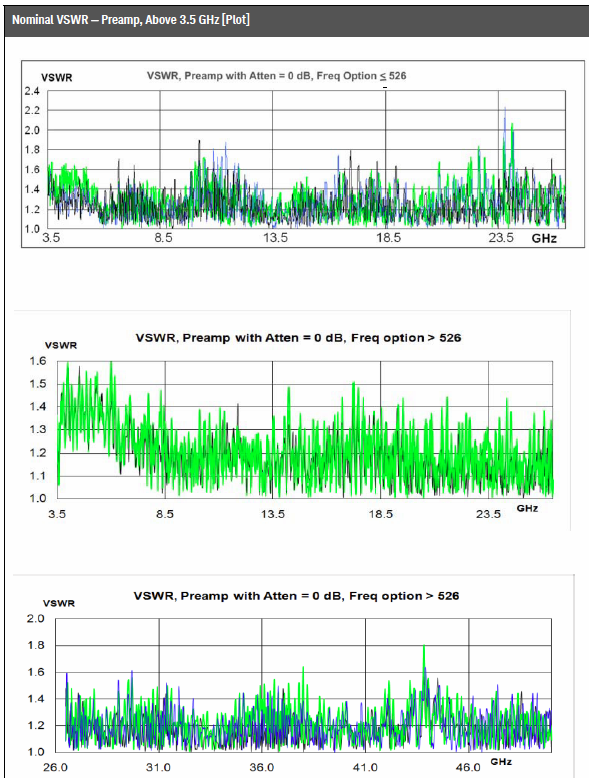 Nominal VSWR – Preamp, Above 3.5 GHz [Plot]
VSWR
VSWR, Preamp with Atten = 0 dB, Freq Option ≤ 526
2.4
2.2
2.0
1.8
1.6
1.4
1.2
1.0
3.5 8.5 13.5 18.5 23.5 GHz
VSWR, Preamp with Atten = 0 dB, Freq option > 526
VSWR
1.6
1.5
1.4
1.3
1.2
1.1
1.0
3.5 8.5 13.5 18.5 23.5 GHz
VSWR, Preamp with Atten = 0 dB, Freq option > 526
VSWR
2.0
1.8
1.6
1.4
1.2
1.0
26.0 31.0 36.0 41.0 46.0 GHz